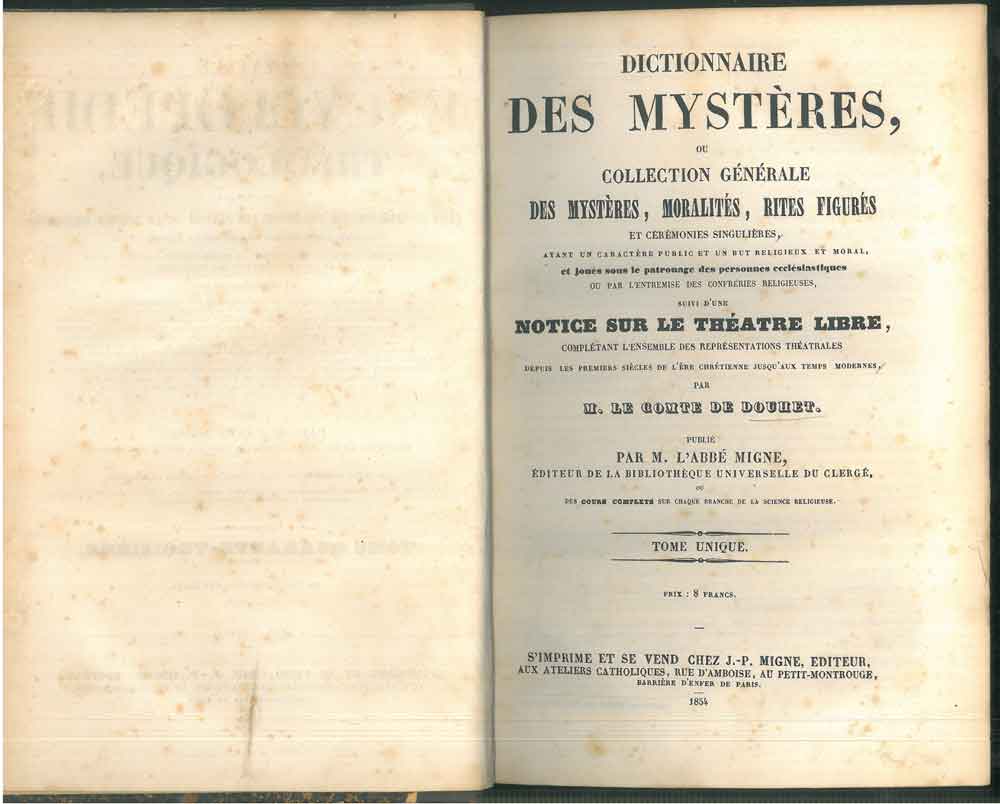 DICTIONNAIRE
DES MYSTÈRES,
OU
COLLECTION GÉNÉRALE
DES MYSTÈRES, MORALITÉS, RITES FIGURÉS
ET CÉRÉMONIES SINGULIÈRES,
AYANT UN CARACTÈRE PUBLIC ET UN BUT RELIGIEUX ET MORAL,
et joués sous le patronage des personnes ecclésiastiques
OU PAR L'ENTREMISE DES CONFRÉRIES RELIGIEUSES,
SUIVI D'UNE
NOTICE SUR LE THÉATRE LIBRE,
COMPLÉTANT L'ENSEMBLE DES REPRÉSENTATIONS THÉATRALES
DEPUIS LES PREMIERS SIÈCLES DE L'ÈRE CHRÉTIENNE JUSQU'AUX TEMPS MODERNES,
PAR
M. LE COMTE DE DOUHET.
PUBLIÉ
PAR M. L'ABBÉ MIGNE,
ÉDITEUR DE LA BIBLIOTHÈQUE UNIVERSELLE DU CLERGÉ,
OU
DES COURS COMPLETS SUR CHAQUE BRANCHE DE LA SCIENCE RELIGIEUSE.
TOME UNIQUE.
PRIX : 8 FRANCS.
S'IMPRIME ET SE VEND CHEZ J.-P. MIGNE, EDITEUR,
AUX ATELIERS CATHOLIQUES, RUE D'AMBOISE, AU PETIT-MONTROUGE,
BARRIÈRE D'ENFER DE PARIS.
1854